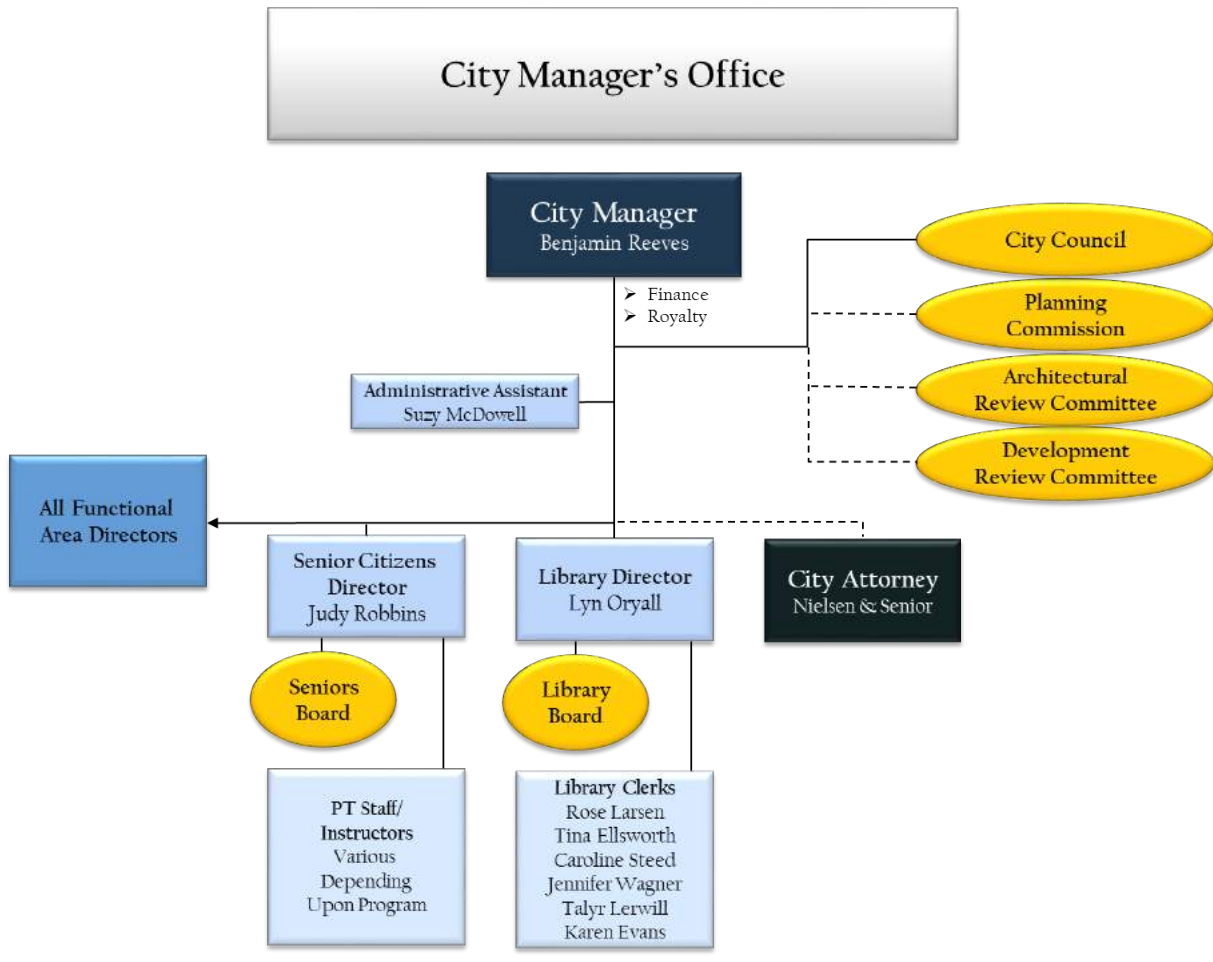 City Manager's Office
City Manager
Benjamin Reeves
➢ Finance
➢ Royalty
City Council
Planning
Commission
Architectural
Review Committee
Development
Review Committee
Administrative Assistant
Suzy McDowell
All Functional
Area Directors
Senior Citizens
Director
Judy Robbins
Library Director
Lyn Oryall
City Attorney
Nielsen & Senior
Seniors
Board
Library
Board
PT Staff/
Instructors
Various
Depending
Upon Program
Library Clerks
Rose Larsen
Tina Ellsworth
Caroline Steed
Jennifer Wagner
Talyr Lerwill
Karen Evans